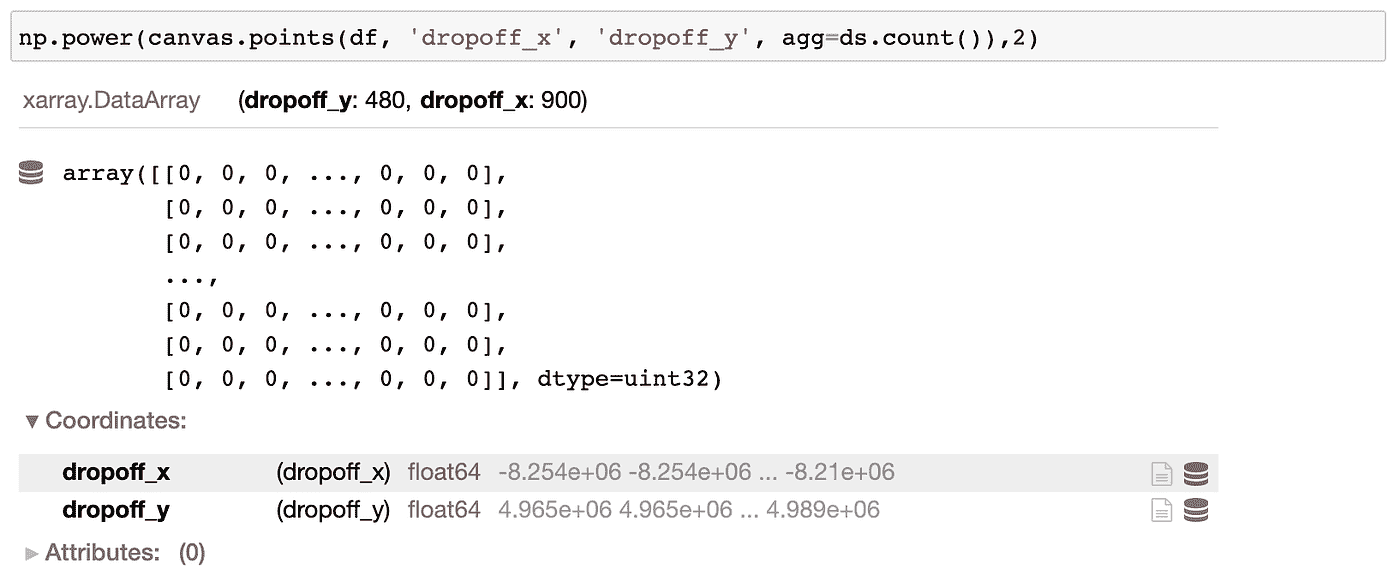 np.power(canvas.points(df, 'dropoff_x', 'dropoff_y', agg=ds.count()),2)
xarray.DataArray (dropoff_y: 480, dropoff_x: 900)
array([[0, 0, 0, ..., 0, 0, 0],
[0, 0, 0, ..., 0, 0, 0],
[0, 0, 0, ..., 0, 0, 0],
...,
[0, 0, 0, ..., 0, 0, 0],
[0, 0, 0, ..., 0, 0, 0],
[0, 0, 0, ..., 0, 0, 0]], dtype=uint32)
▼ Coordinates:
dropoff_x (dropoff_x) float64 -8.254e+06 -8.254e+06 ... -8.21e+06
dropoff_y (dropoff_y) float64 4.965e+06 4.965e+06 ... 4.989e+06
► Attributes: (0)